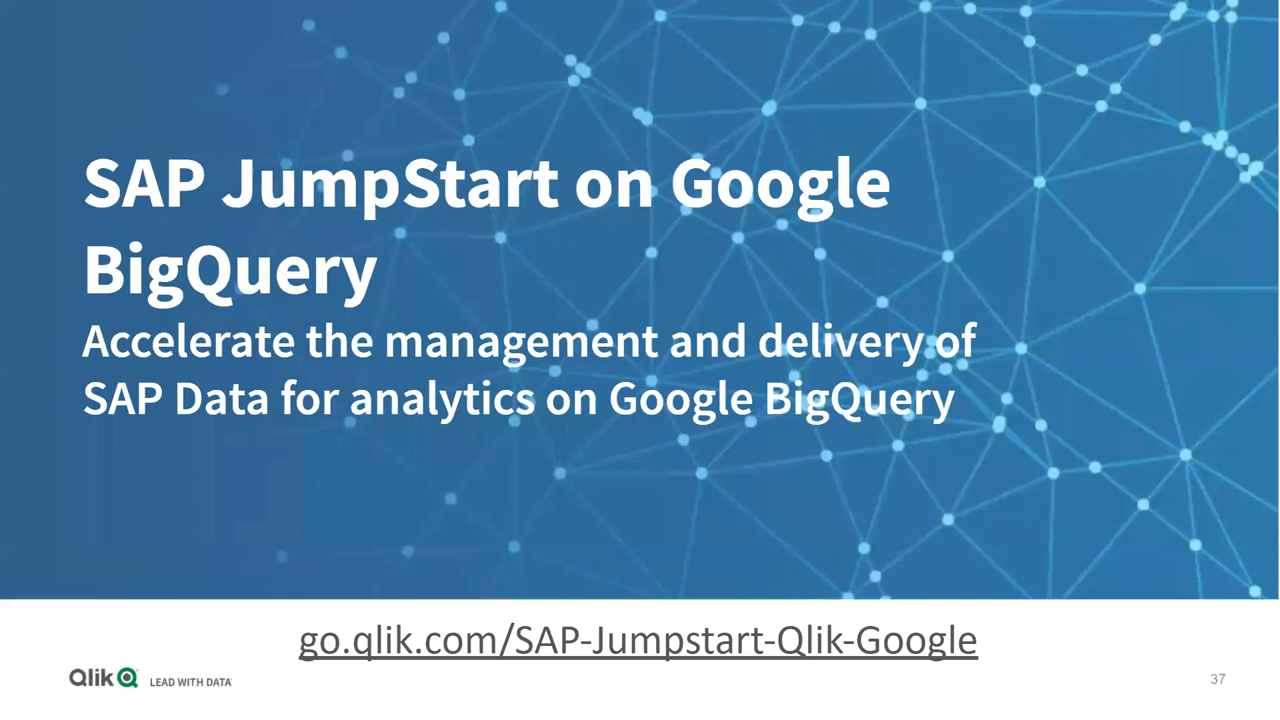 SAP JumpStart on Google
BigQuery
Accelerate the management and delivery of
SAP Data for analytics on Google BigQuery
go.qlik.com/SAP-Jumpstart-Qlik-Google
Qlik LEAD WITH DATA
37